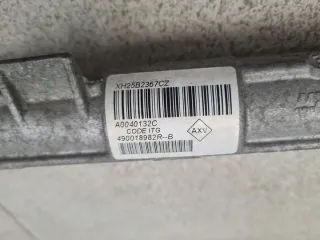 XH25B2367CZ
A0040132C
CODE ITG
490018982R--B
AXV